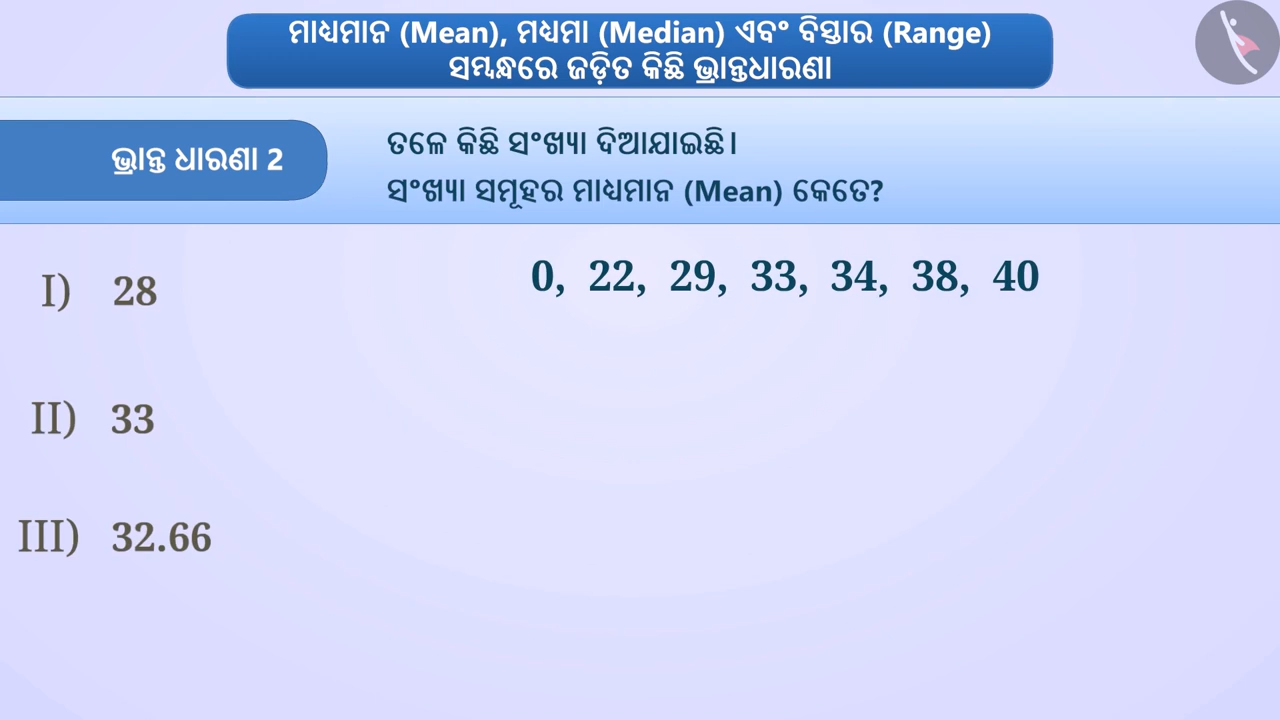 ମାଧ୍ୟମାନ (Mean), ମଧ୍ୟମା (Median) ଏବଂ ବିସ୍ତାର (Range)
ସମ୍ବନ୍ଧରେ ଜଡ଼ିତ କିଛି ଭ୍ରାନ୍ତଧାରଣା
ଭ୍ରାନ୍ତ ଧାରଣା 2
ତଳେ କିଛି ସଂଖ୍ୟା ଦିଆଯାଇଛି।
ସଂଖ୍ୟା ସମୂହର ମାଧ୍ୟମାନ (Mean) କେତେ?
0, 22, 29, 33, 34, 38, 40
I) 28
II) 33
III) 32.66